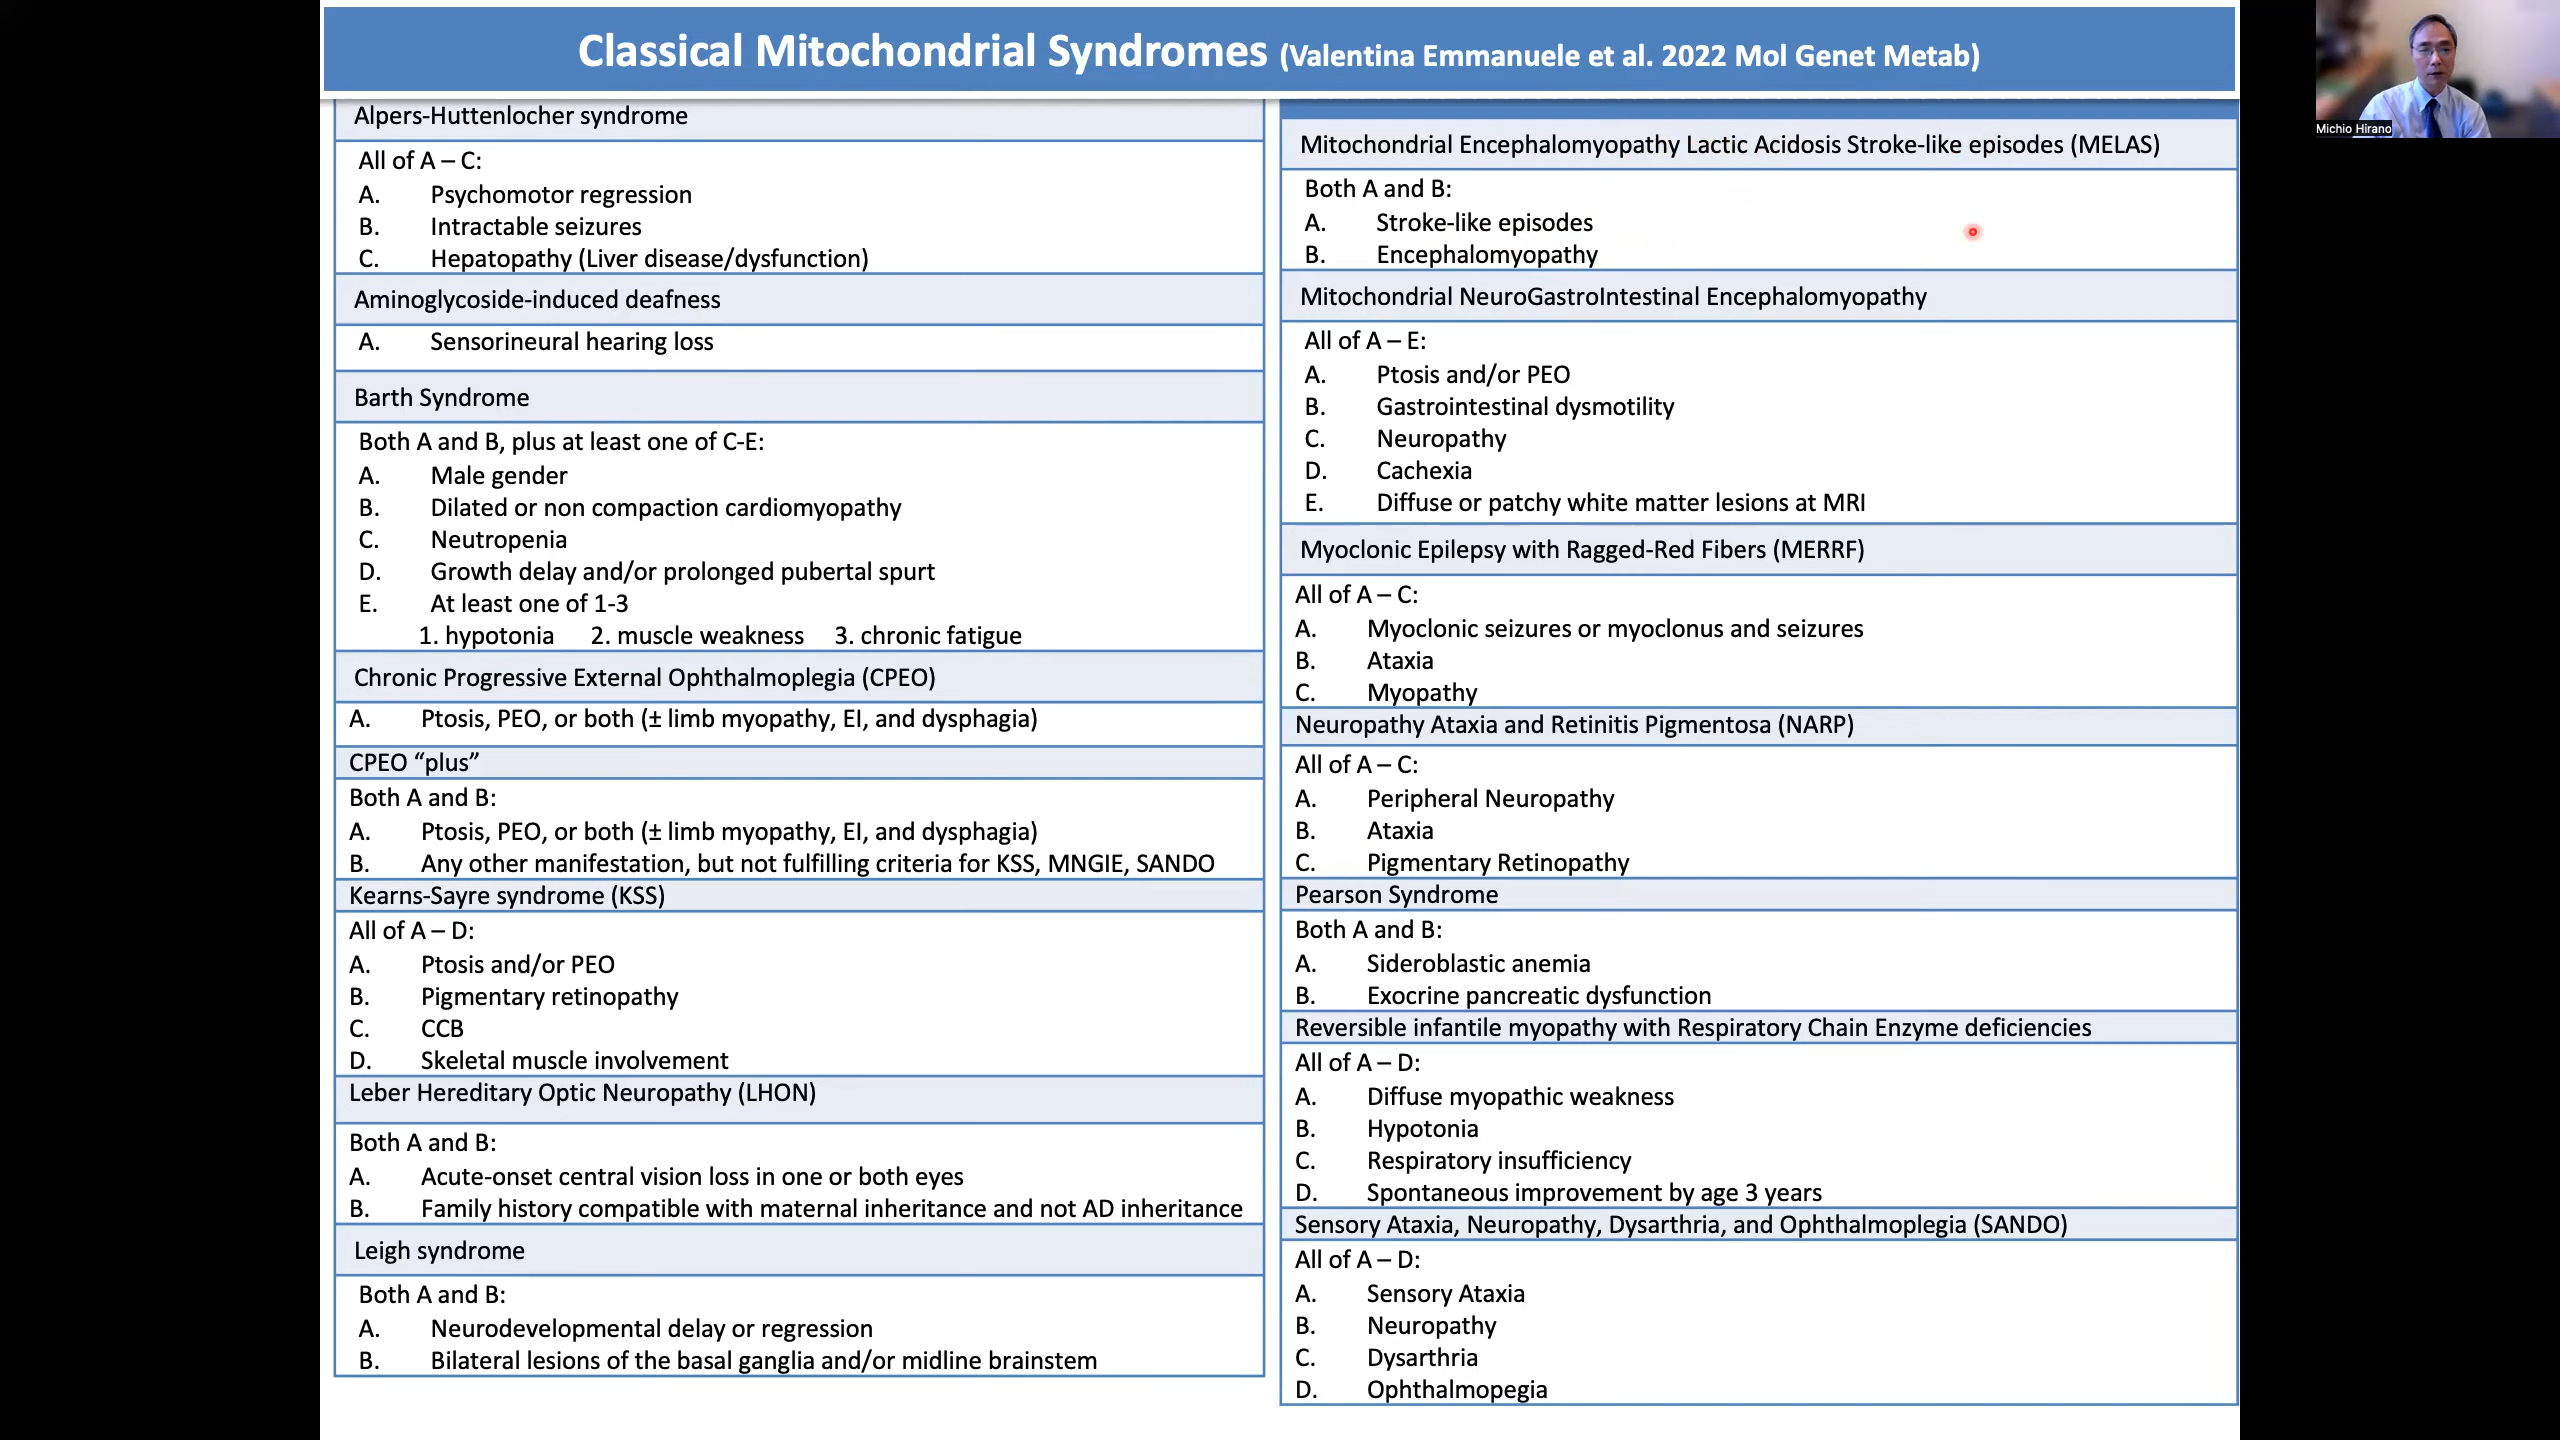 Classical Mitochondrial Syndromes (Valentina Emmanuele et al. 2022 Mol Genet Metab)
Alpers-Huttenlocher syndrome
All of A – C:
A. Psychomotor regression
B. Intractable seizures
C. Hepatopathy (Liver disease/dysfunction)
Aminoglycoside-induced deafness
A. Sensorineural hearing loss
Barth Syndrome
Both A and B, plus at least one of C-E:
A. Male gender
B. Dilated or non compaction cardiomyopathy
C. Neutropenia
D. Growth delay and/or prolonged pubertal spurt
E. At least one of 1-3
1. hypotonia 2. muscle weakness 3. chronic fatigue
Chronic Progressive External Ophthalmoplegia (CPEO)
A. Ptosis, PEO, or both (± limb myopathy, EI, and dysphagia)
CPEO “plus”
Both A and B:
A. Ptosis, PEO, or both (± limb myopathy, EI, and dysphagia)
B. Any other manifestation, but not fulfilling criteria for KSS, MNGIE, SANDO
Kearns-Sayre syndrome (KSS)
All of A – D:
A. Ptosis and/or PEO
B. Pigmentary retinopathy
C. CCB
D. Skeletal muscle involvement
Leber Hereditary Optic Neuropathy (LHON)
Both A and B:
A. Acute-onset central vision loss in one or both eyes
B. Family history compatible with maternal inheritance and not AD inheritance
Leigh syndrome
Both A and B:
A. Neurodevelopmental delay or regression
B. Bilateral lesions of the basal ganglia and/or midline brainstem
Mitochondrial Encephalomyopathy Lactic Acidosis Stroke-like episodes (MELAS)
Both A and B:
A. Stroke-like episodes
B. Encephalomyopathy
Mitochondrial NeuroGastroIntestinal Encephalomyopathy
All of A – E:
A. Ptosis and/or PEO
B. Gastrointestinal dysmotility
C. Neuropathy
D. Cachexia
E. Diffuse or patchy white matter lesions at MRI
Myoclonic Epilepsy with Ragged-Red Fibers (MERRF)
All of A – C:
A. Myoclonic seizures or myoclonus and seizures
B. Ataxia
C. Myopathy
Neuropathy Ataxia and Retinitis Pigmentosa (NARP)
All of A – C:
A. Peripheral Neuropathy
B. Ataxia
C. Pigmentary Retinopathy
Pearson Syndrome
Both A and B:
A. Sideroblastic anemia
B. Exocrine pancreatic dysfunction
Reversible infantile myopathy with Respiratory Chain Enzyme deficiencies
All of A – D:
A. Diffuse myopathic weakness
B. Hypotonia
C. Respiratory insufficiency
D. Spontaneous improvement by age 3 years
Sensory Ataxia, Neuropathy, Dysarthria, and Ophthalmoplegia (SANDO)
All of A – D:
A. Sensory Ataxia
B. Neuropathy
C. Dysarthria
D. Ophthalmopegia
Michio Hirano